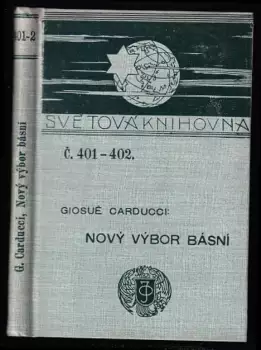 401-2
G. Carducci, Nový výbor básní
SVĚTOVÁ KNIHOVNA
Č. 401–402.
GIOSUÈ CARDUCCI:
NOVÝ VÝBOR BÁSNÍ